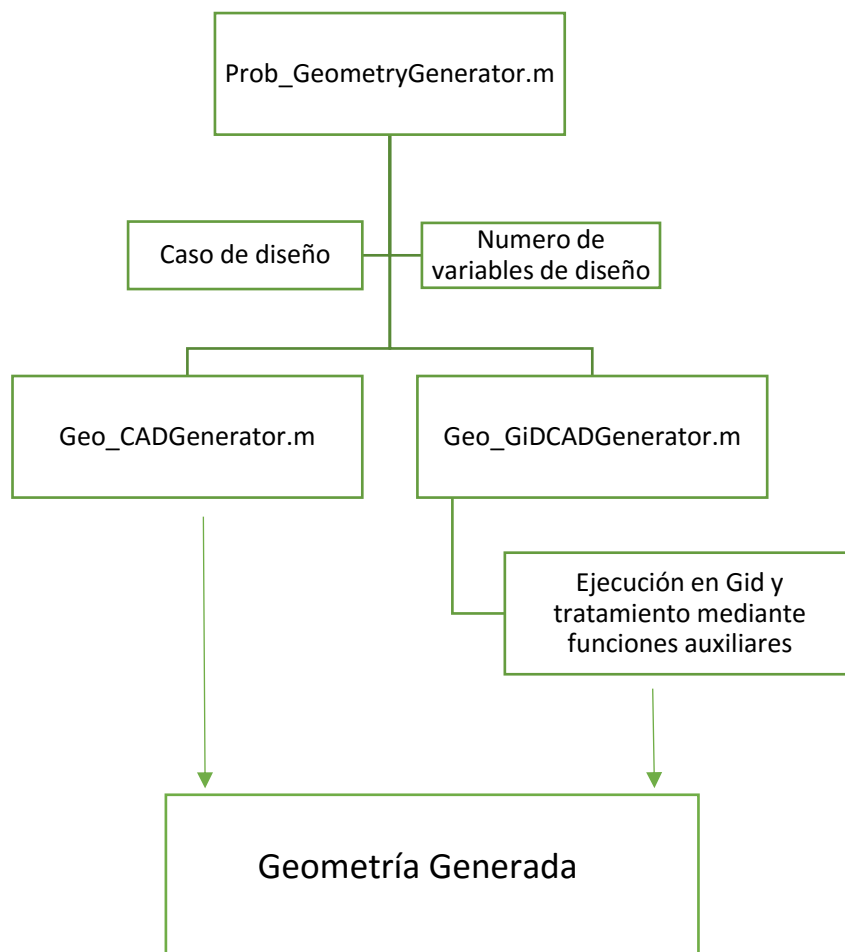 Prob_GeometryGenerator.m
Caso de diseño
Numero de
variables de diseño
Geo_CADGenerator.m
Geo_GiDCADGenerator.m
Ejecución en Gid y
tratamiento mediante
funciones auxiliares
Geometría Generada